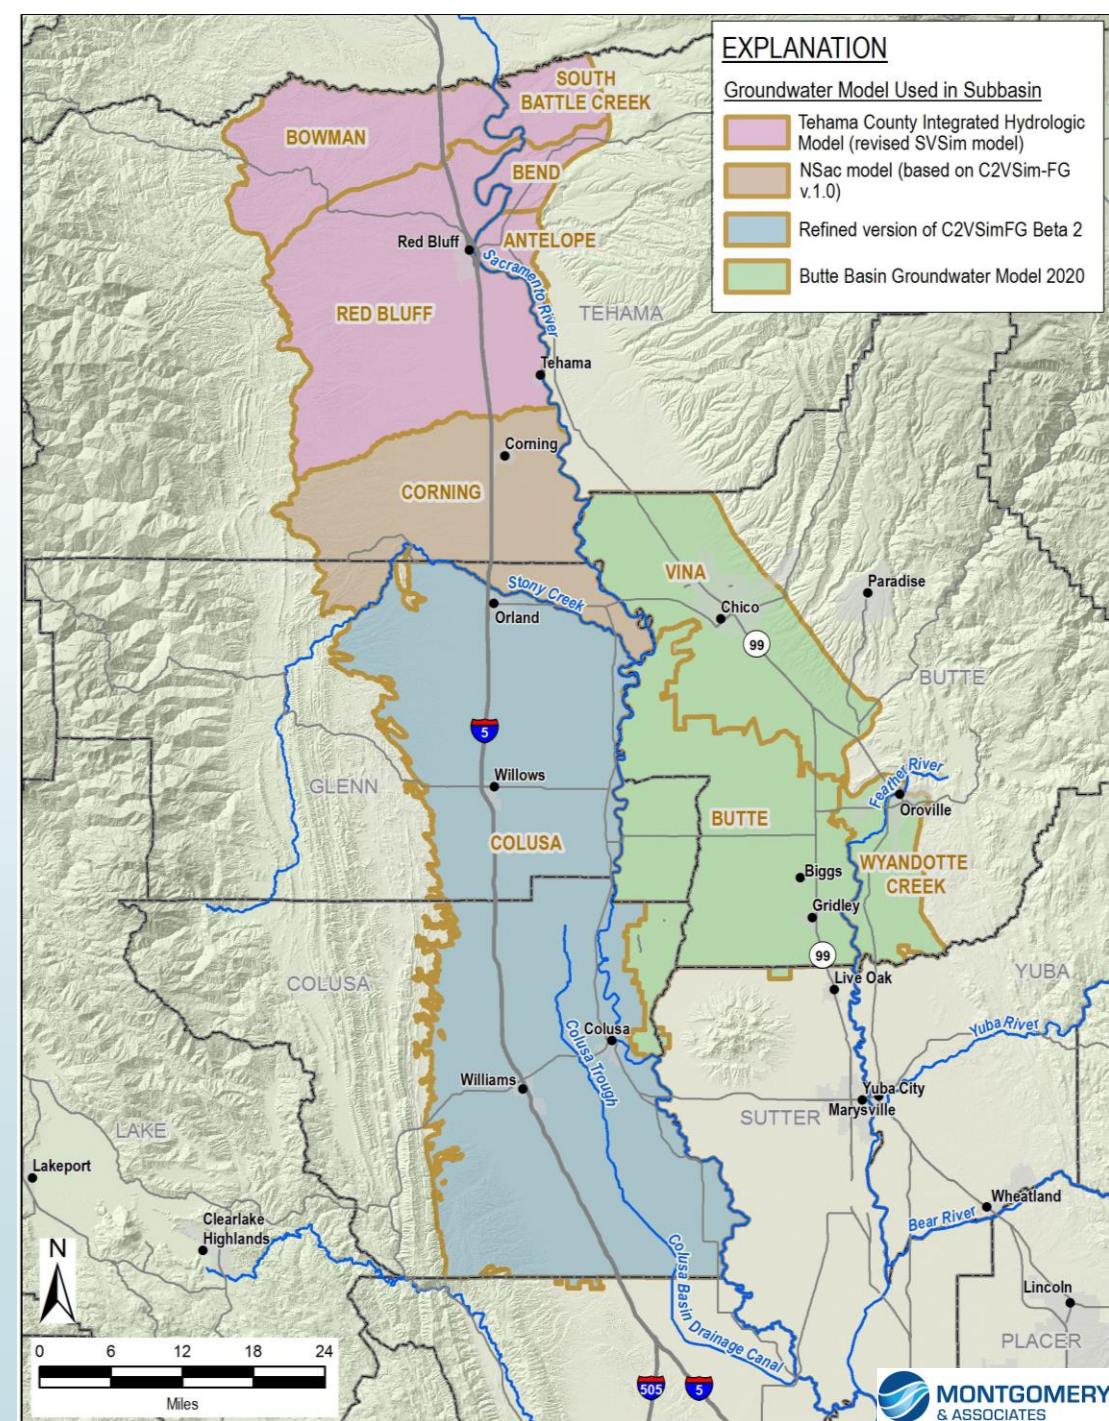 EXPLANATION
Groundwater Model Used in Subbasin
Tehama County Integrated Hydrologic
Model (revised SVSim model)
NSac model (based on C2VSim-FG
v.1.0)
Refined version of C2VSimFG Beta 2
Butte Basin Groundwater Model 2020
SOUTH
BATTLE CREEK
BOWMAN
BEND
Red Bluff
ANTELOPE
Sacramento River
RED BLUFF
TEHAMA
Tehama
Corning
CORNING
VINA
Paradise
Stony Creek
Orland
Chico
99
BUTTE
5
Feather River
Willows
GLENN
Oroville
BUTTE
COLUSA
WYANDOTTE
CREEK
Biggs
Gridley
99
COLUSA
Live Oak
YUBA
Yuba River
Colusa
Colusa Trough
Williams
Yuba City
Marysville
SUTTER
LAKE
Lakeport
Wheatland
Bear River
Clearlake
Highlands
N
Colusa Basin Drainage Canal
Lincoln
PLACER
0 6 12 18 24
Miles
505
5
MONTGOMERY
& ASSOCIATES